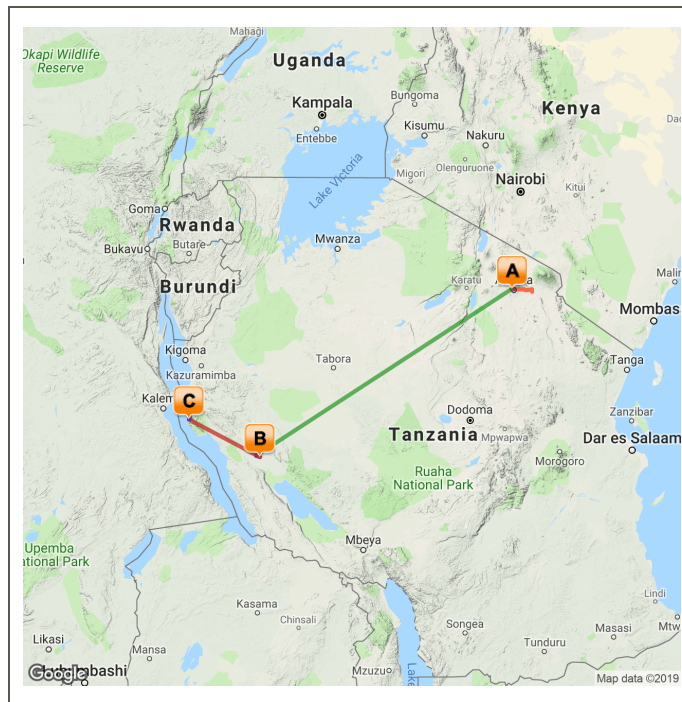 Mahagi
Okapi Wildlife
Reserve
Uganda
Kampala
Entebbe
Bungoma
Kisumu
Kenya
Nakuru
Olenguruone
Nairobi
Kitui
Migori
Lake Victoria
Goma
Rwanda
Butare
Bukavu
Mwanza
Burundi
A
Karatu
Malin
Mombas
Kigoma
Kazuramimba
Tabora
Tanga
C
Kalem
B
Dodoma
Zanzibar
Tanzania
Mpwapwa
Dar es Salaam
Morogoro
Ruaha
National Park
Upemba
ational Park
Mbeya
Kasama
Chinsali
Lindi
Likasi
Mansa
Songea
Masasi
Mtw
Tunduru
Mzuzu
Lake
Google
Map data ©2019